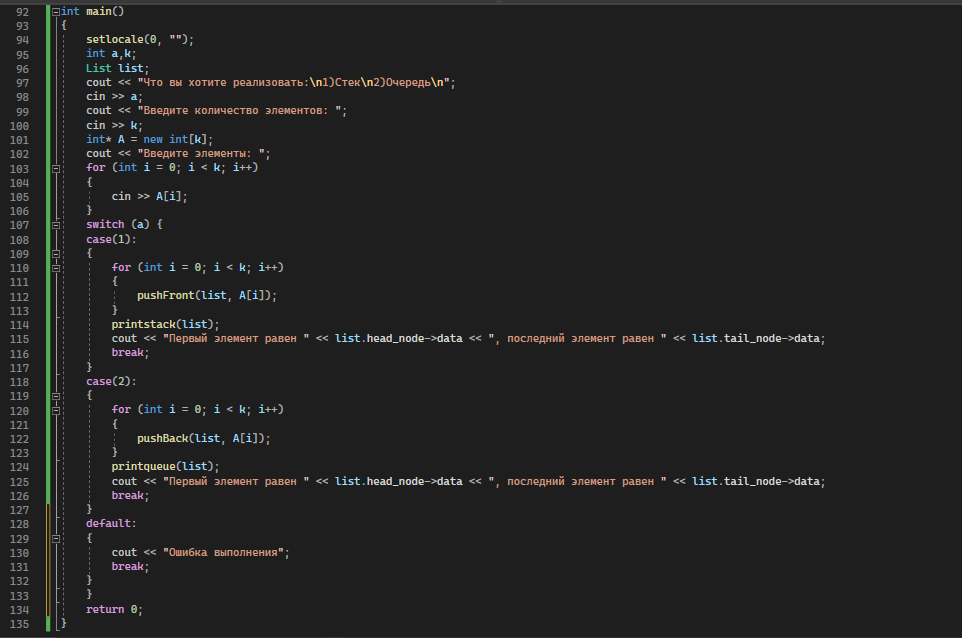 92 int main()
93 {
94 setlocale(0, "");
95 int a,k;
96 List list;
97 cout << "Что вы хотите реализовать:\n1)Стек\n2)Очередь\n";
98 cin >> a;
99 cout << "Введите количество элементов: ";
100 cin >> k;
101 int* A = new int[k];
102 cout << "Введите элементы: ";
103 for (int i = 0; i < k; i++)
104 {
105 cin >> A[i];
106 }
107 switch (a) {
108 case(1):
109 {
110 for (int i = 0; i < k; i++)
111 {
112 pushFront(list, A[i]);
113 }
114 printstack(list);
115 cout << "Первый элемент равен " << list.head_node->data << ", последний элемент равен " << list.tail_node->data;
116 break;
117 }
118 case(2):
119 {
120 for (int i = 0; i < k; i++)
121 {
122 pushBack(list, A[i]);
123 }
124 printqueue(list);
125 cout << "Первый элемент равен " << list.head_node->data << ", последний элемент равен " << list.tail_node->data;
126 break;
127 }
128 default:
129 {
130 cout << "Ошибка выполнения";
131 break;
132 }
133 }
134 return 0;
135 }